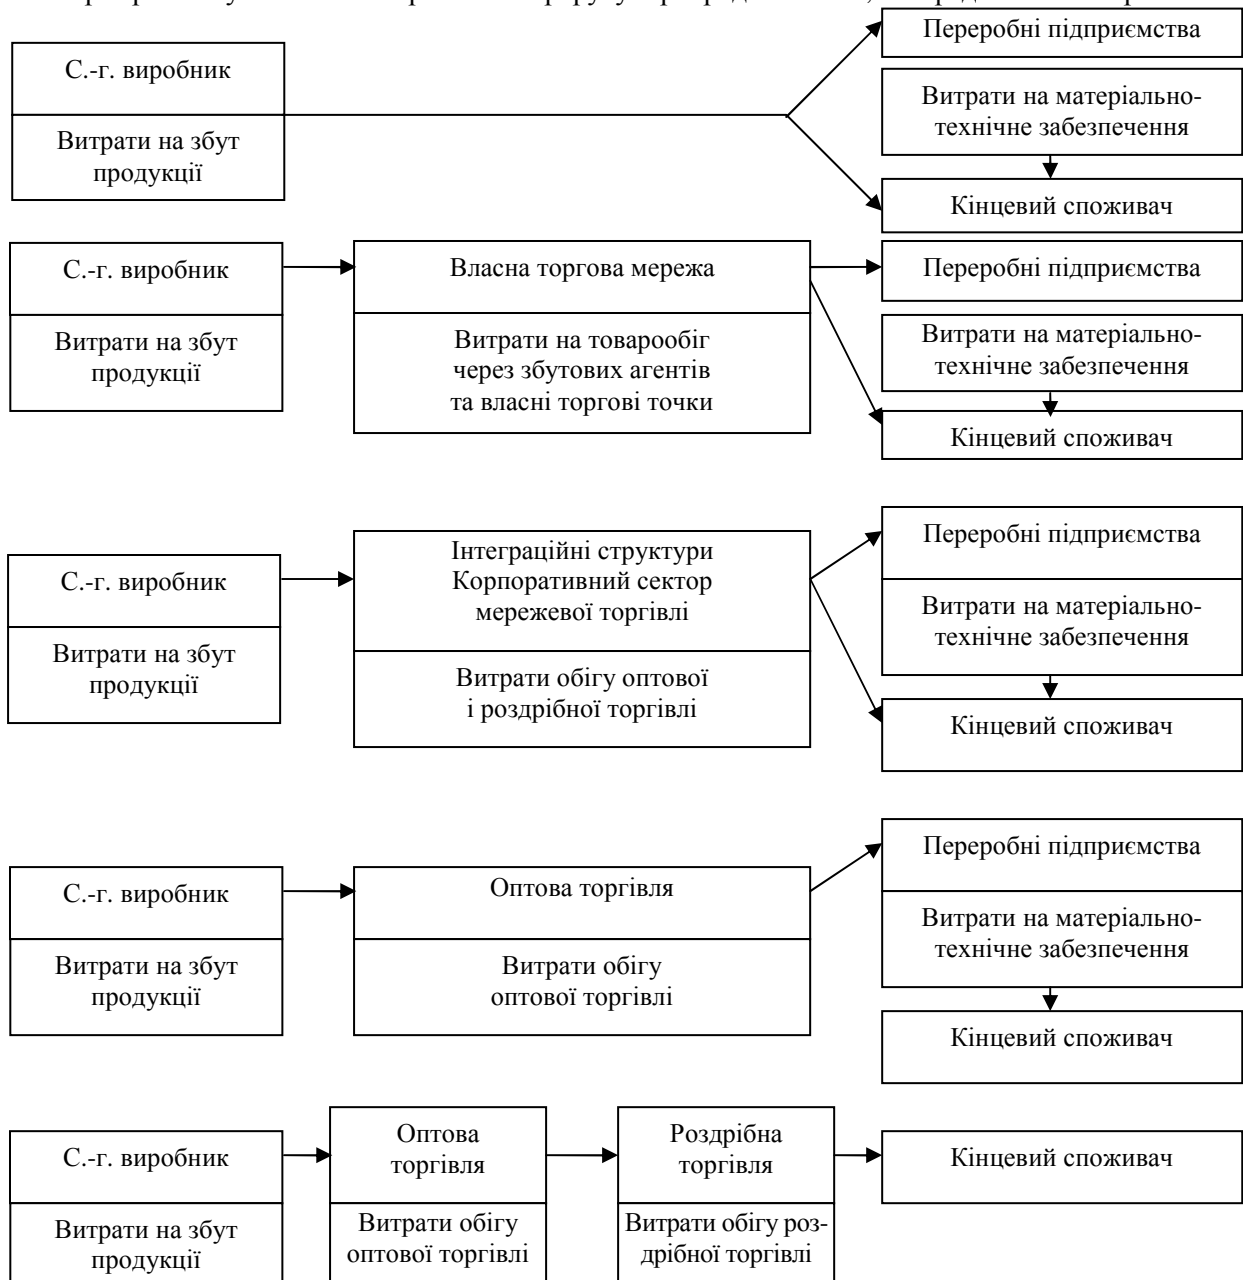 Переробні підприємства
С.-г. виробник
Витрати на матеріально-
технічне забезпечення
Витрати на збут
продукції
Кінцевий споживач
С.-г. виробник
Власна торгова мережа
Переробні підприємства
Витрати на збут
продукції
Витрати на товарообіг
через збутових агентів
та власні торгові точки
Витрати на матеріально-
технічне забезпечення
Кінцевий споживач
С.-г. виробник
Інтеграційні структури
Корпоративний сектор
мережевої торгівлі
Переробні підприємства
Витрати на збут
продукції
Витрати обігу оптової
і роздрібної торгівлі
Витрати на матеріально-
технічне забезпечення
Кінцевий споживач
С.-г. виробник
Оптова торгівля
Переробні підприємства
Витрати на збут
продукції
Витрати обігу
оптової торгівлі
Витрати на матеріально-
технічне забезпечення
Кінцевий споживач
С.-г. виробник
Оптова
торгівля
Роздрібна
торгівля
Кінцевий споживач
Витрати на збут
продукції
Витрати обігу
оптової торгівлі
Витрати обігу роз-
дрібної торгівлі